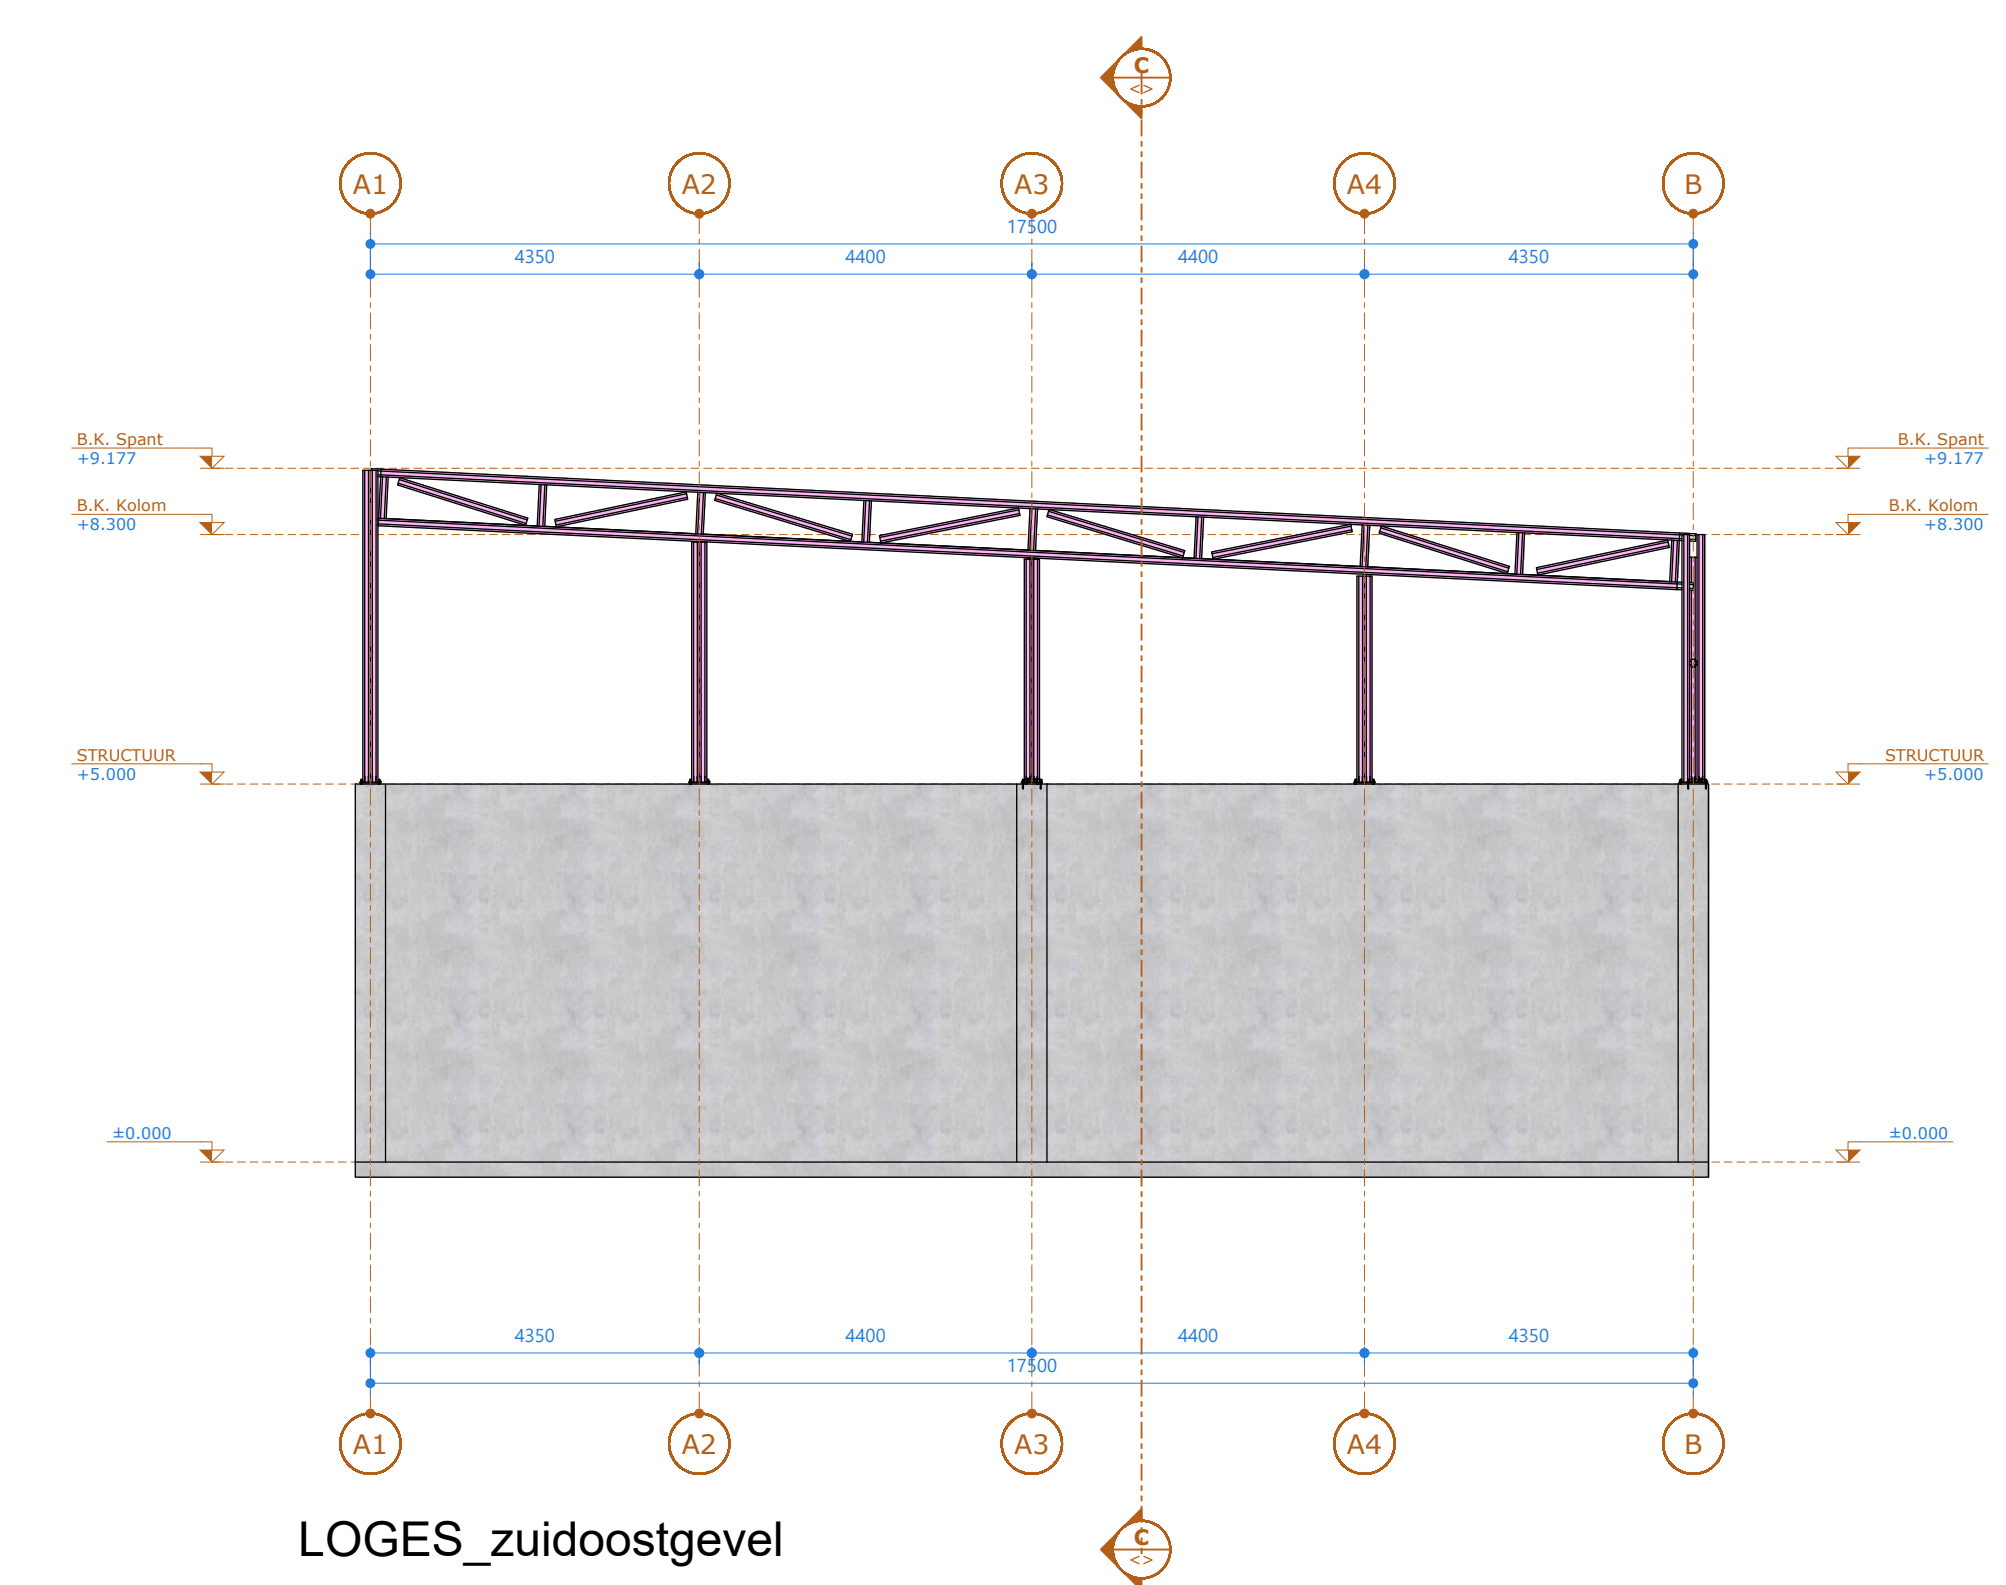 C
<>
A1 A2 A3 A4 B
17500
4350 4400 4400 4350
B.K. Spant B.K. Spant
+9.177 +9.177
B.K. Kolom B.K. Kolom
+8.300 +8.300
STRUCTUUR STRUCTUUR
+5.000 +5.000
±0.000 ±0.000
4350 4400 4400 4350
17500
A1 A2 A3 A4 B
LOGES_zuidoostgevel
C
<>